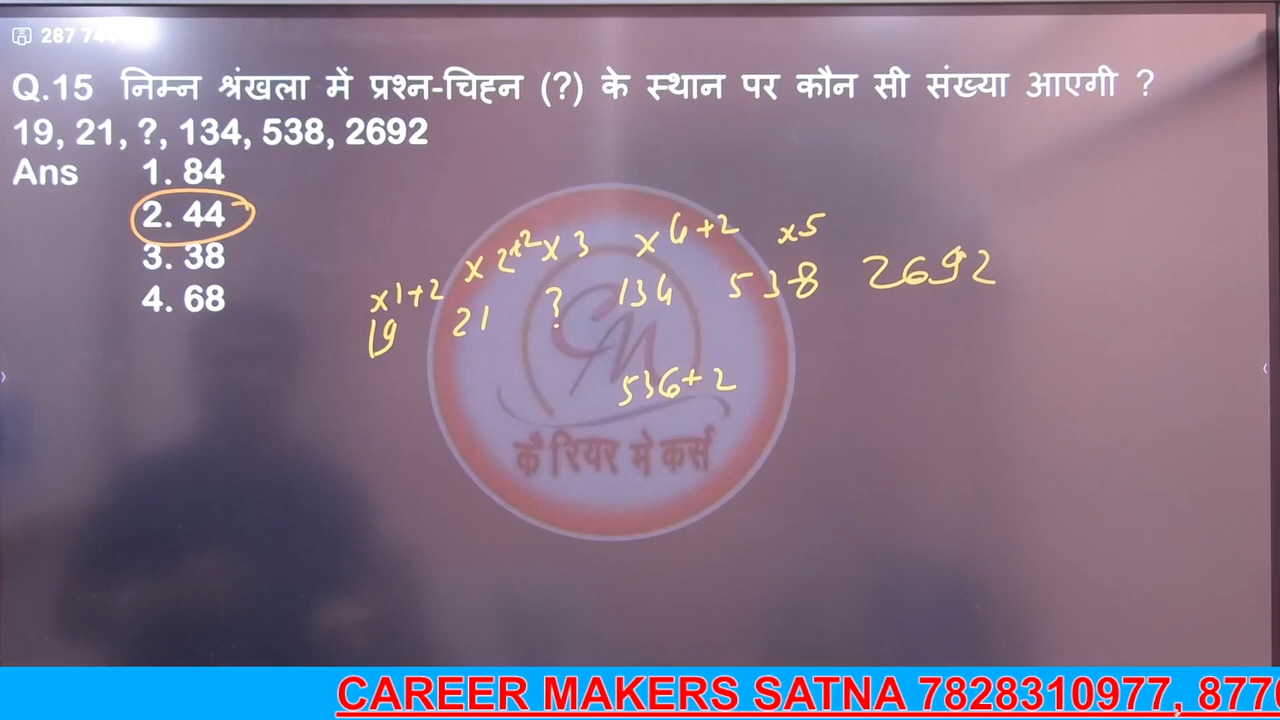 287 74
Q.15 निम्न श्रंखला में प्रश्न-चिह्न (?) के स्थान पर कौन सी संख्या आएगी ?
19, 21, ?, 134, 538, 2692
Ans 1. 84
2. 44
3. 38
4. 68
x1+2 x2+2 x3 x4+2 x5
19 21 ? 134 538 2692
536+2
CM
कैरियर मेकर्स
CAREER MAKERS SATNA 7828310977, 877